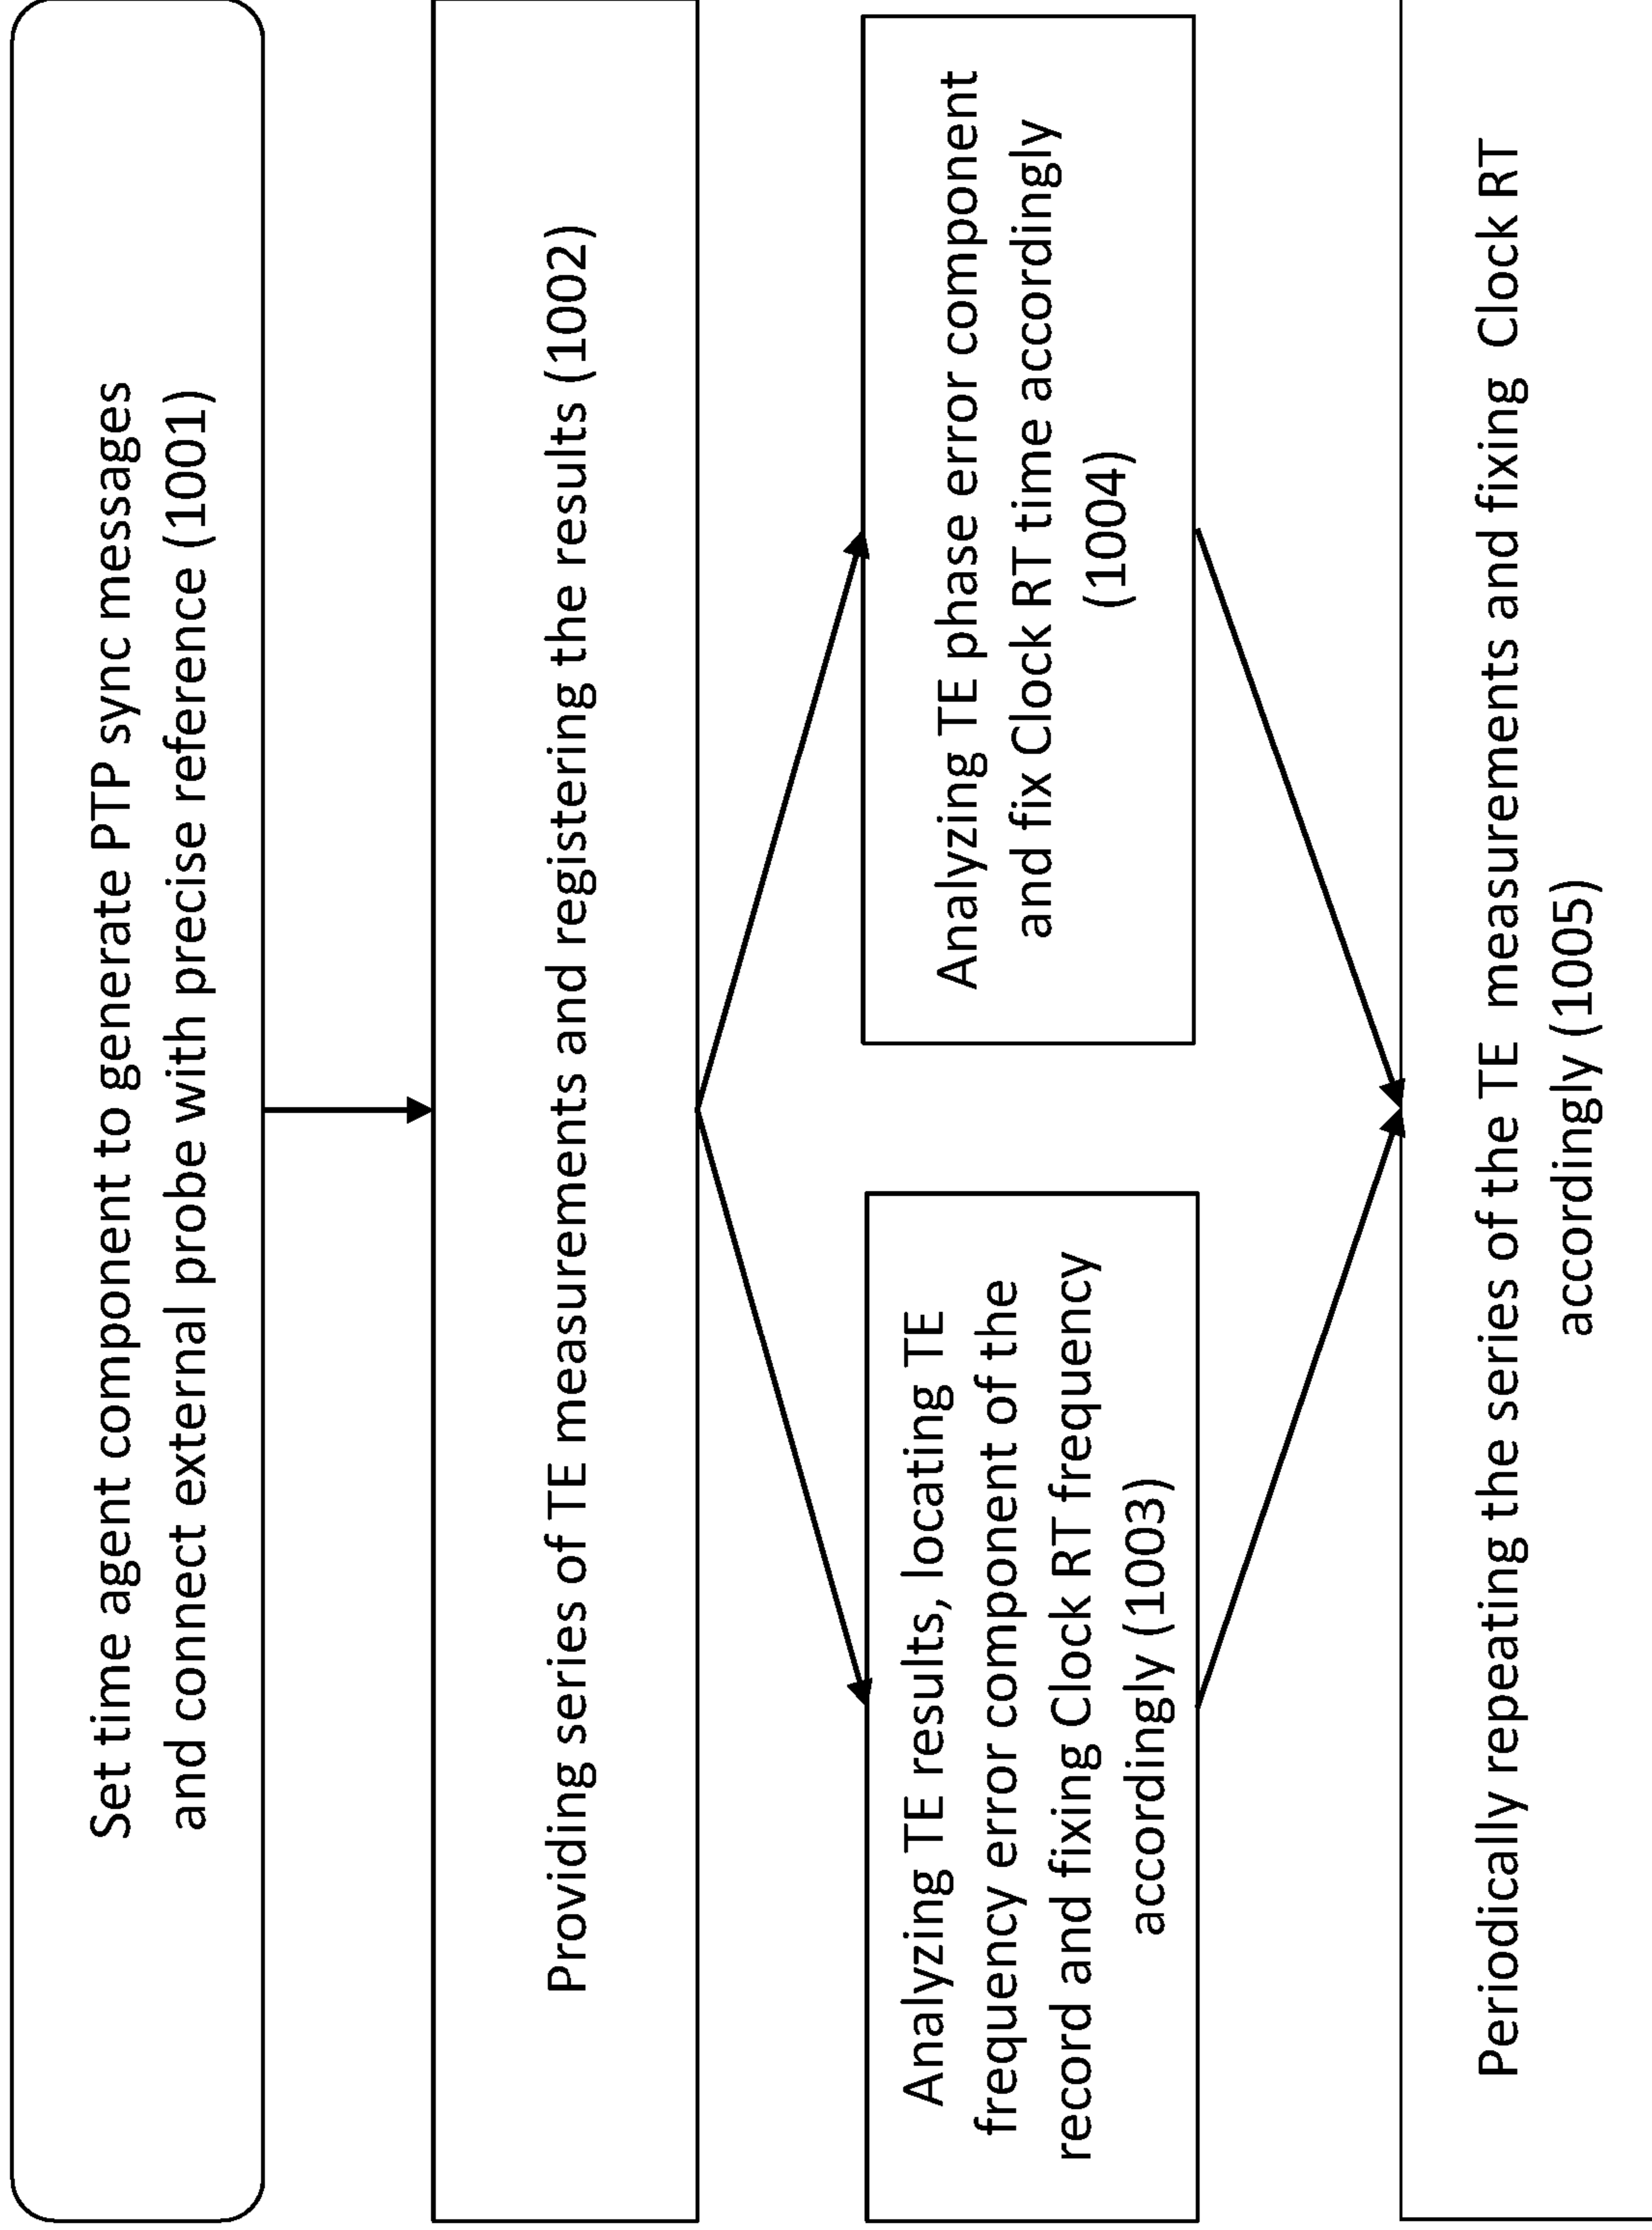 Set time agent component to generate PTP sync messages
and connect external probe with precise reference (1001)
Providing series of TE measurements and registering the results (1002)
Analyzing TE results, locating TE
frequency error component of the
record and fixing Clock RT frequency
accordingly (1003)
Analyzing TE phase error component
and fix Clock RT time accordingly
(1004)
Periodically repeating the series of the TE measurements and fixing Clock RT
accordingly (1005)